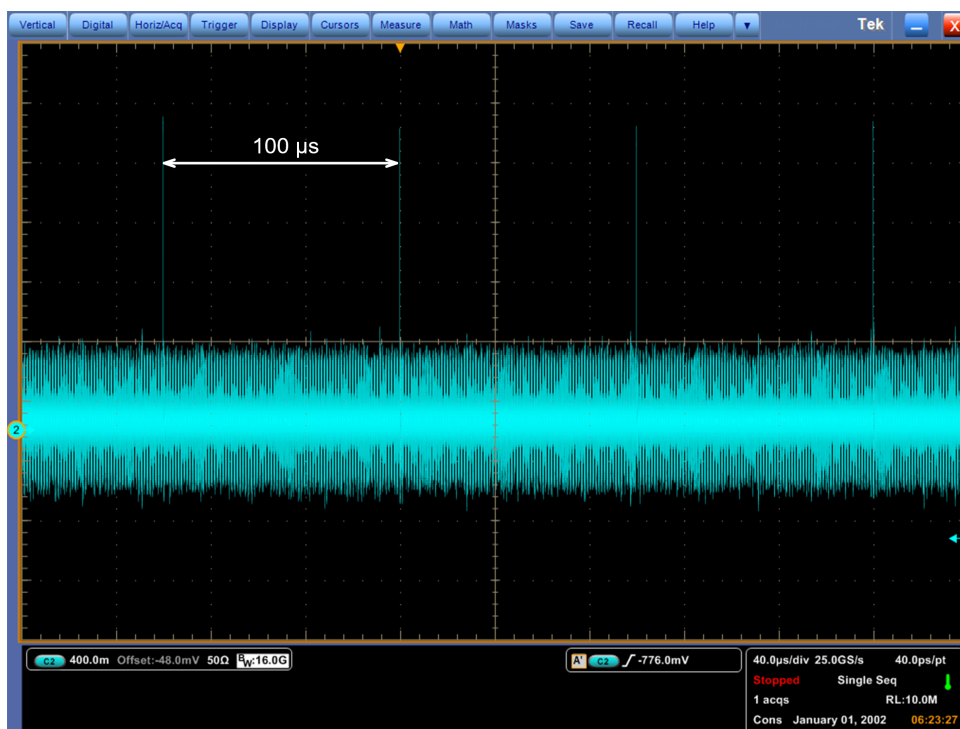 Vertical Digital Horiz/Acq Trigger Display Cursors Measure Math Masks Save Recall Help Tek X
100 µs
2
C2 400.0m Offset:-48.0mV 50Ω BW:16.0G
A' C2 -776.0mV
40.0µs/div 25.0GS/s 40.0ps/pt
Stopped Single Seq
1 acqs RL:10.0M
Cons January 01, 2002 06:23:27